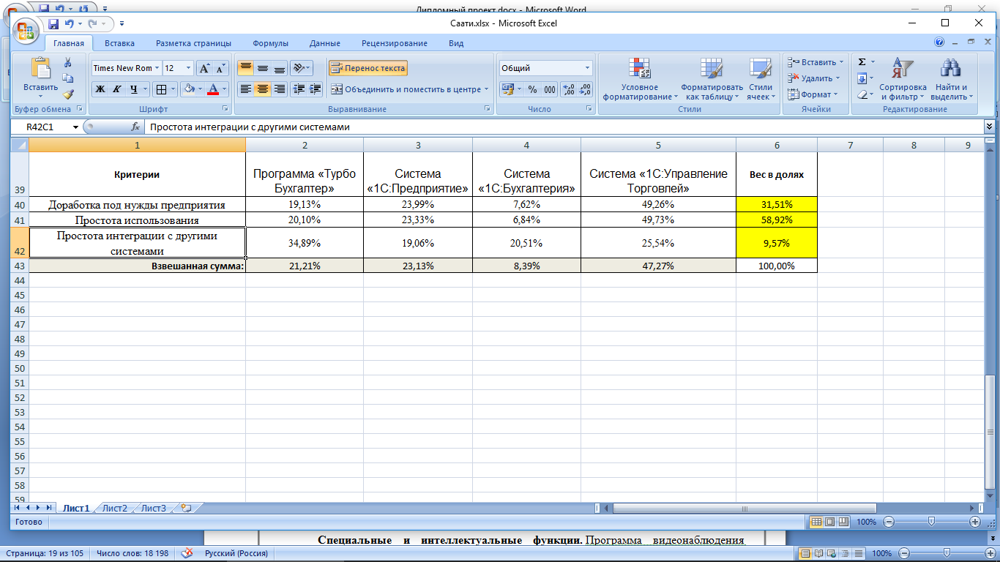 Дипломный проект.docx - Microsoft Word
Саати.xlsx - Microsoft Excel
Главная Вставка Разметка страницы Формулы Данные Рецензирование Вид
Times New Rom 12 Перенос текста Общий Вставить Σ
Вставить Условное Форматировать Стили Удалить Сортировка Найти и
Ж К Ч А Объединить и поместить в центре % 000 форматирование как таблицу ячеек Формат и фильтр выделить
Буфер обмена Шрифт Выравнивание Число Стили Ячейки Редактирование
R42C1 fx Простота интеграции с другими системами
1 2 3 4 5 6 7 8 9
39 Критерии Программа «Турбо Бухгалтер» Система «1С:Предприятие» Система «1С:Бухгалтерия» Система «1С:Управление Торговлей» Вес в долях
40 Доработка под нужды предприятия 19,13% 23,99% 7,62% 49,26% 31,51%
41 Простота использования 20,10% 23,33% 6,84% 49,73% 58,92%
42 Простота интеграции с другими системами 34,89% 19,06% 20,51% 25,54% 9,57%
43 Взвешанная сумма: 21,21% 23,13% 8,39% 47,27% 100,00%
44
45
46
47
48
49
50
51
52
53
54
55
56
57
58
59
Лист1 Лист2 Лист3
Готово 100%
Специальные и интеллектуальные функции. Программа видеонаблюдения
Страница: 19 из 105 Число слов: 18 198 Русский (Россия) 100%